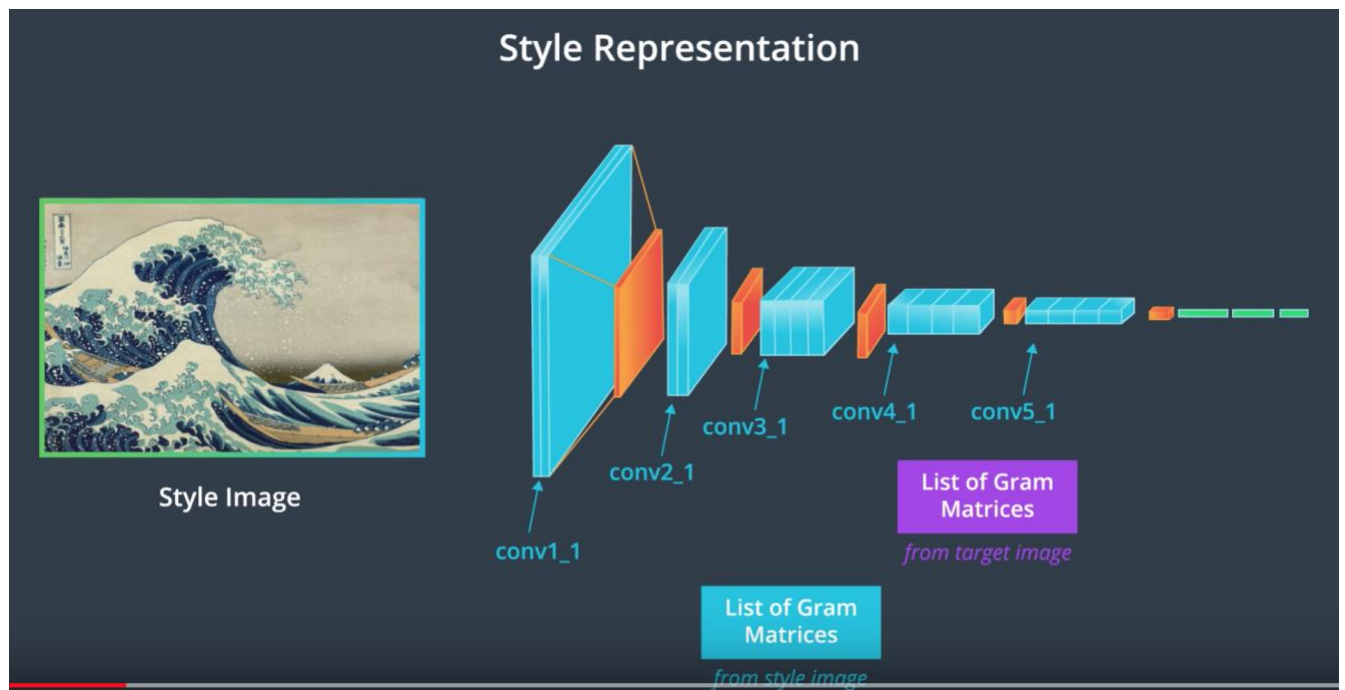 Style Representation
Style Image
conv1_1
conv2_1
conv3_1
conv4_1
conv5_1
List of Gram
Matrices
from target image
List of Gram
Matrices
from style image